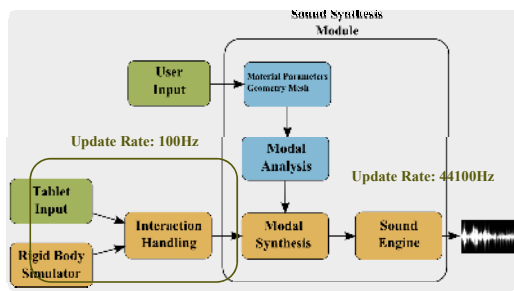 Sound Synthesis
Module
User
Input
Material Parameters
Geometry Mesh
Update Rate: 100Hz
Modal
Analysis
Update Rate: 44100Hz
Tablet
Input
Interaction
Handling
Modal
Synthesis
Sound
Engine
Rigid Body
Simulator